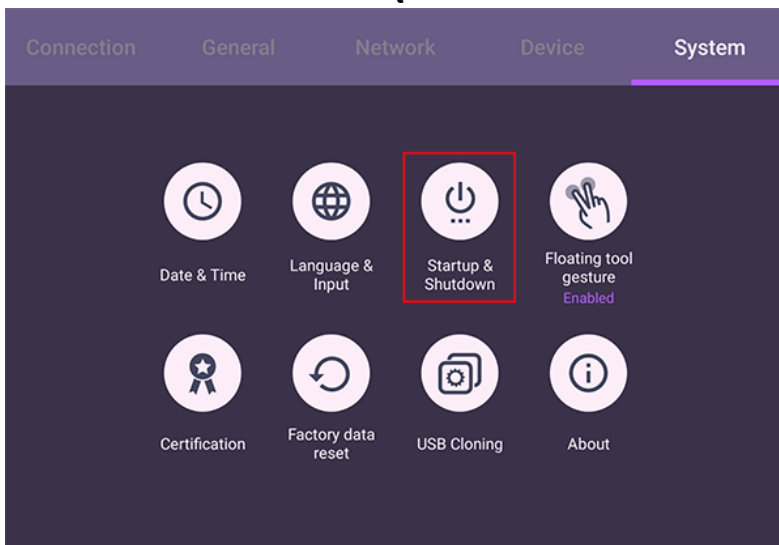 Connection General Network Device System
Date & Time
Language &
Input
Startup &
Shutdown
Floating tool
gesture
Enabled
Certification
Factory data
reset
USB Cloning
About